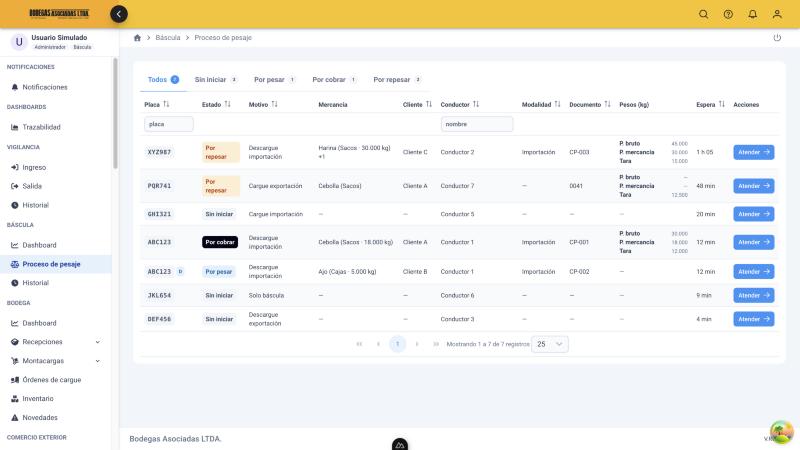 BODEGAS ASOCIADAS LTDA.
U
Usuario Simulado
Administrador Báscula
Báscula
Proceso de pesaje
NOTIFICACIONES
Notificaciones
DASHBOARDS
Trazabilidad
VIGILANCIA
Ingreso
Salida
Historial
BÁSCULA
Dashboard
Proceso de pesaje
Historial
BODEGA
Dashboard
Recepciones
Montacargas
Órdenes de cargue
Inventario
Novedades
COMERCIO EXTERIOR
Todos 7 Sin iniciar 3 Por pesar 1 Por cobrar 1 Por repesar 2
Placa Estado Motivo Mercancía Cliente Conductor Modalidad Documento Pesos (kg) Espera Acciones
placa nombre
XYZ987 Por repesar Descargue importación Harina (Sacos · 30.000 kg) +1 Cliente C Conductor 2 Importación CP-003 P. bruto 45.000 P. mercancía 30.000 Tara 15.000 1 h 05 Atender
PQR741 Por repesar Cargue exportación Cebolla (Sacos) Cliente A Conductor 7 — 0041 P. bruto — P. mercancía — Tara 12.500 48 min Atender
GHI321 Sin iniciar Cargue importación — — Conductor 5 — — — 20 min Atender
ABC123 Por cobrar Descargue importación Cebolla (Sacos · 18.000 kg) Cliente A Conductor 1 Importación CP-001 P. bruto 30.000 P. mercancía 18.000 Tara 12.000 12 min Atender
ABC123 D Por pesar Descargue importación Ajo (Cajas · 5.000 kg) Cliente B Conductor 1 Importación CP-002 — 12 min Atender
JKL654 Sin iniciar Solo báscula — — Conductor 6 — — — 9 min Atender
DEF456 Sin iniciar Descargue exportación — — Conductor 3 — — — 4 min Atender
1 Mostrando 1 a 7 de 7 registros 25
Bodegas Asociadas LTDA.